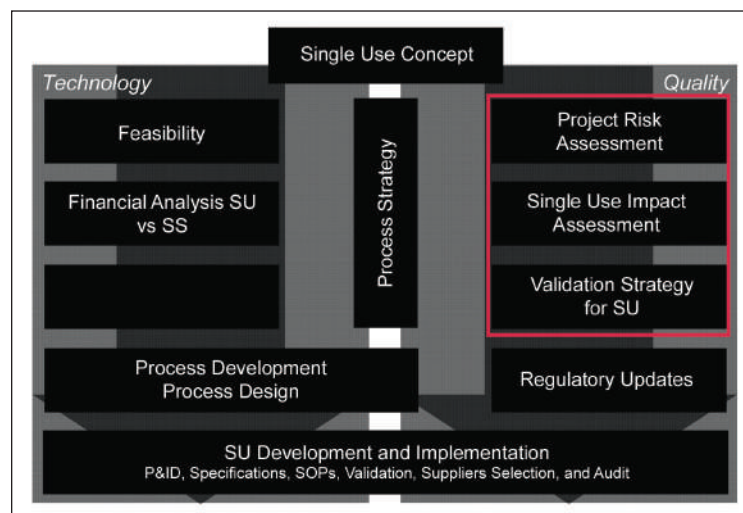 Single Use Concept
Technology
Quality
Feasibility
Financial Analysis SU
vs SS
Process Strategy
Project Risk
Assessment
Single Use Impact
Assessment
Validation Strategy
for SU
Process Development
Process Design
Regulatory Updates
SU Development and Implementation
P&ID, Specifications, SOPs, Validation, Suppliers Selection, and Audit